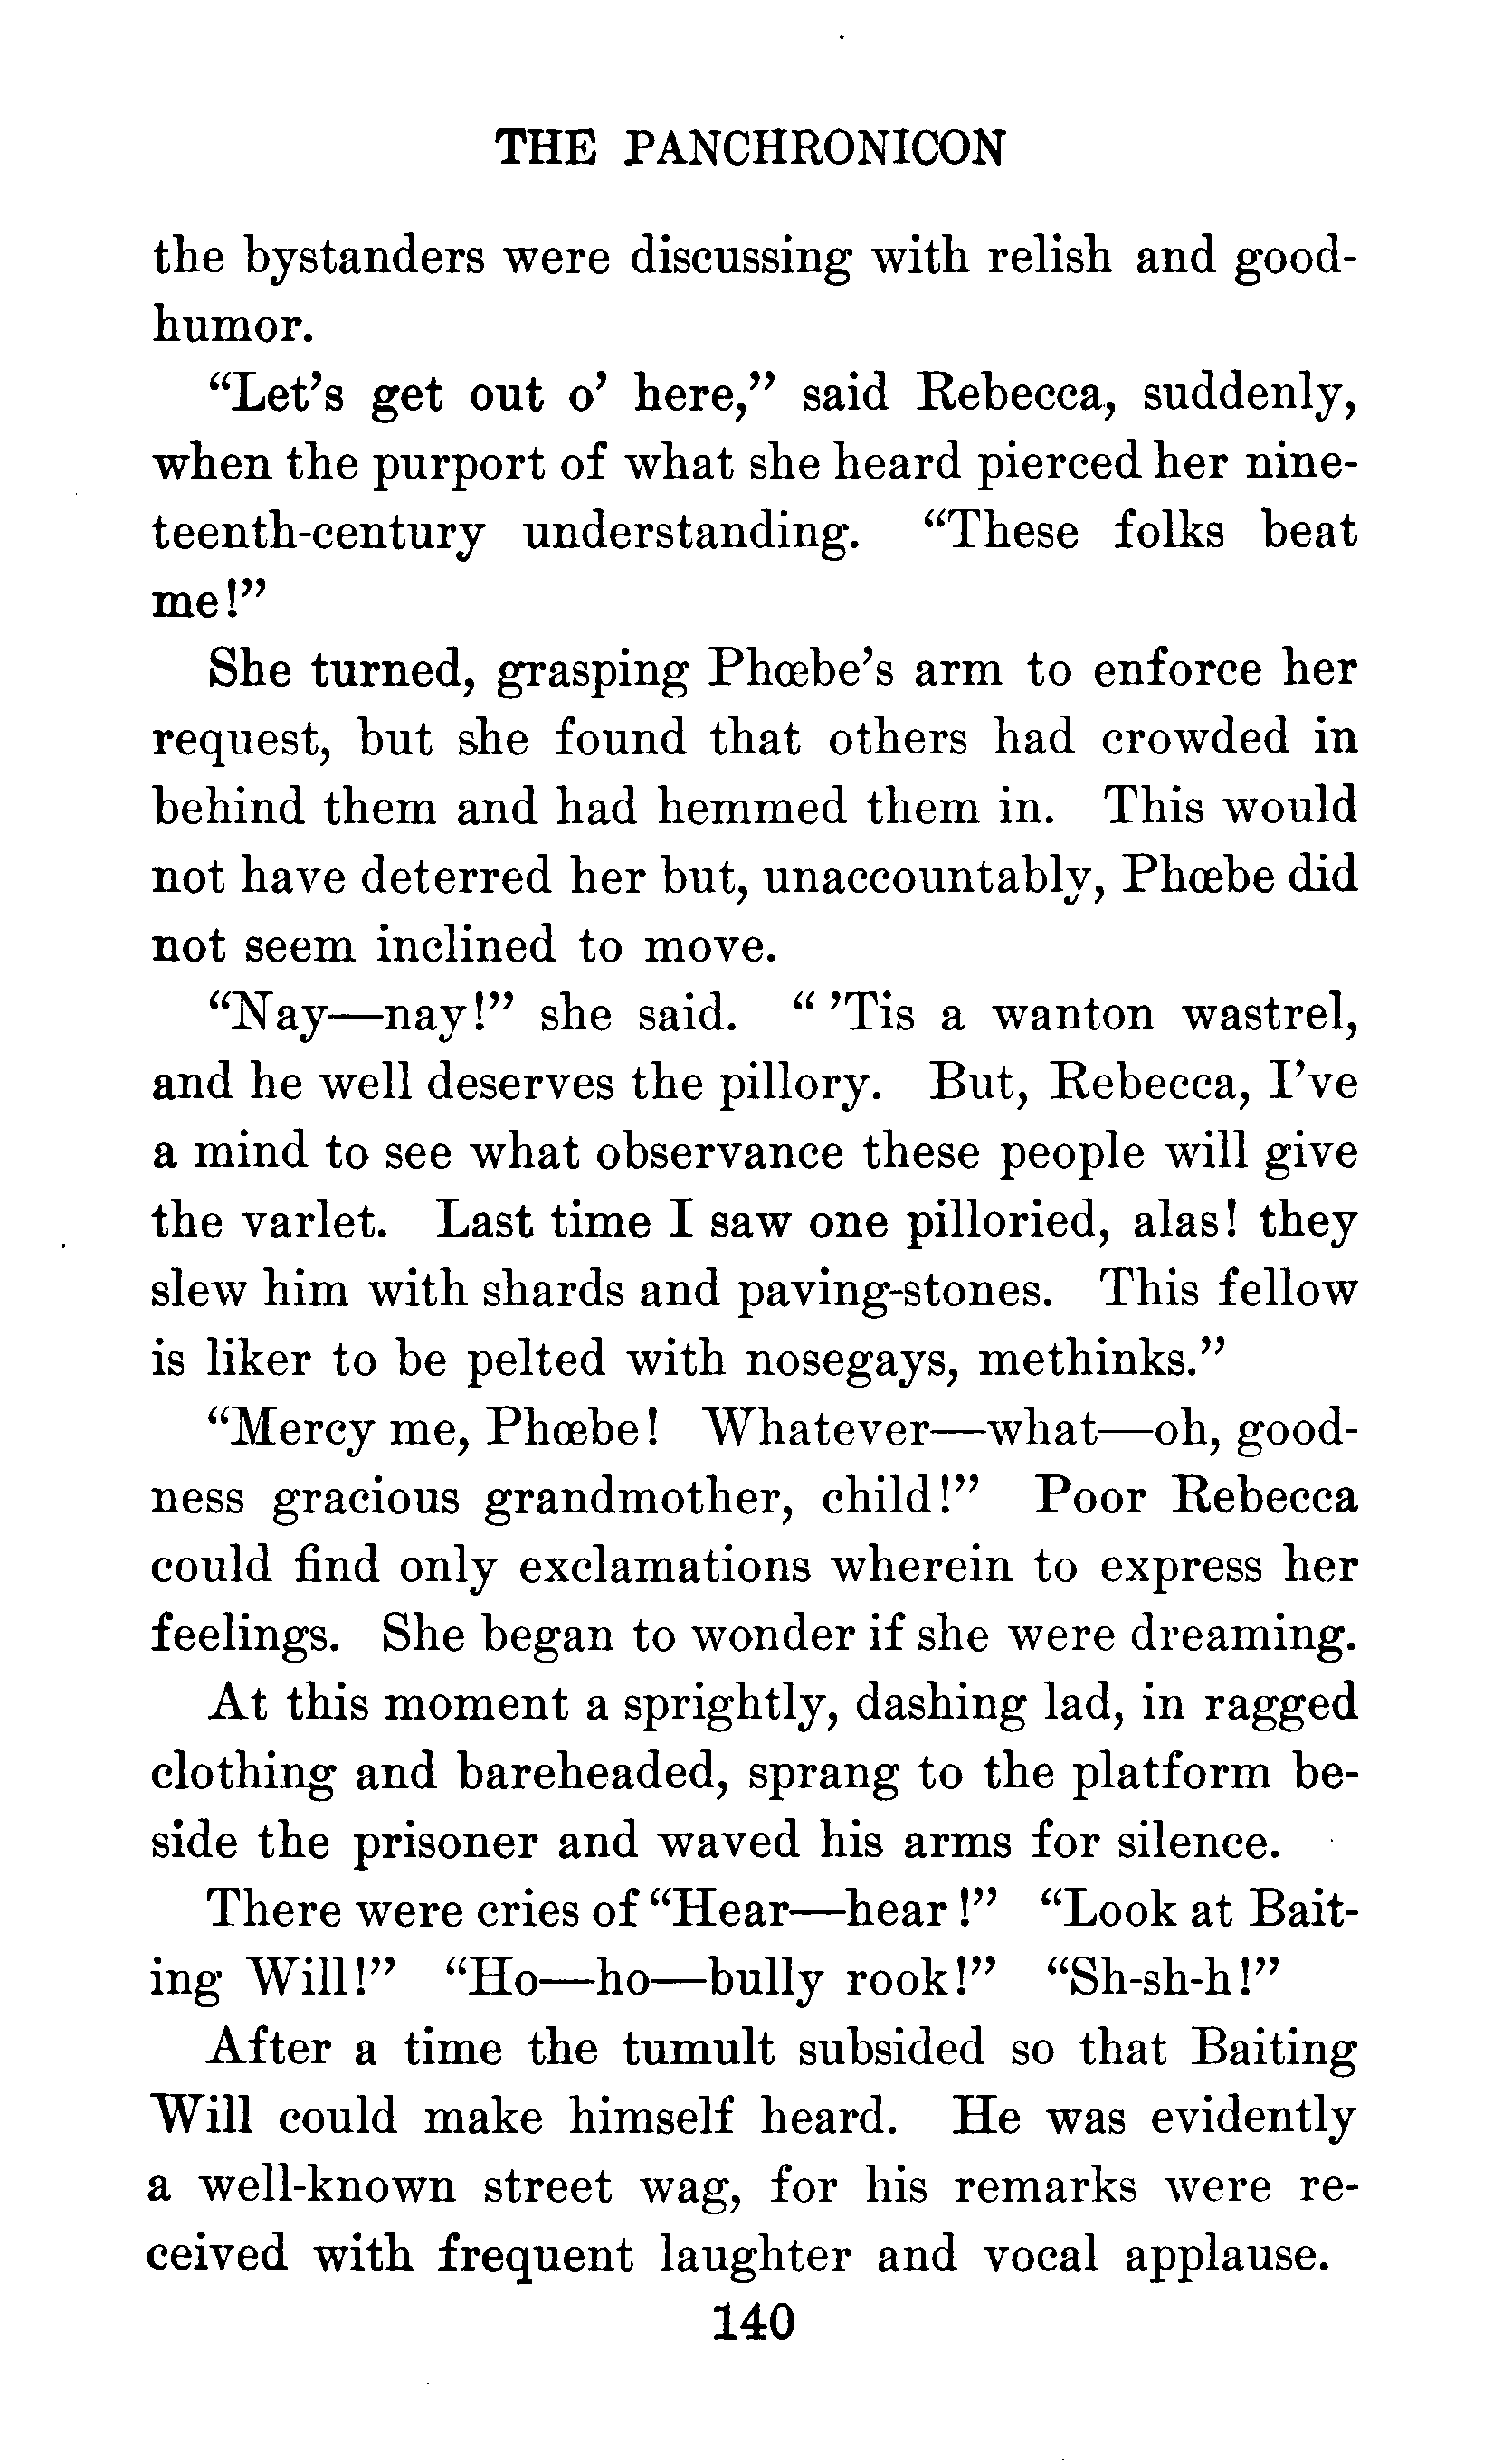 THE PANCHRONICON
the bystanders were discussing with relish and good-
humor.
“Let’s get out o’ here,” said Rebecca, suddenly,
when the purport of what she heard pierced her nine-
teenth-century understanding. “These folks beat
me!”
She turned, grasping Phœbe’s arm to enforce her
request, but she found that others had crowded in
behind them and had hemmed them in. This would
not have deterred her but, unaccountably, Phœbe did
not seem inclined to move.
“Nay—nay!” she said. “ ’Tis a wanton wastrel,
and he well deserves the pillory. But, Rebecca, I’ve
a mind to see what observance these people will give
the varlet. Last time I saw one pilloried, alas! they
slew him with shards and paving-stones. This fellow
is liker to be pelted with nosegays, methinks.”
“Mercy me, Phœbe! Whatever—what—oh, good-
ness gracious grandmother, child!” Poor Rebecca
could find only exclamations wherein to express her
feelings. She began to wonder if she were dreaming.
At this moment a sprightly, dashing lad, in ragged
clothing and bareheaded, sprang to the platform be-
side the prisoner and waved his arms for silence.
There were cries of “Hear—hear!” “Look at Bait-
ing Will!” “Ho—ho—bully rook!” “Sh-sh-h!”
After a time the tumult subsided so that Baiting
Will could make himself heard. He was evidently
a well-known street wag, for his remarks were re-
ceived with frequent laughter and vocal applause.
140